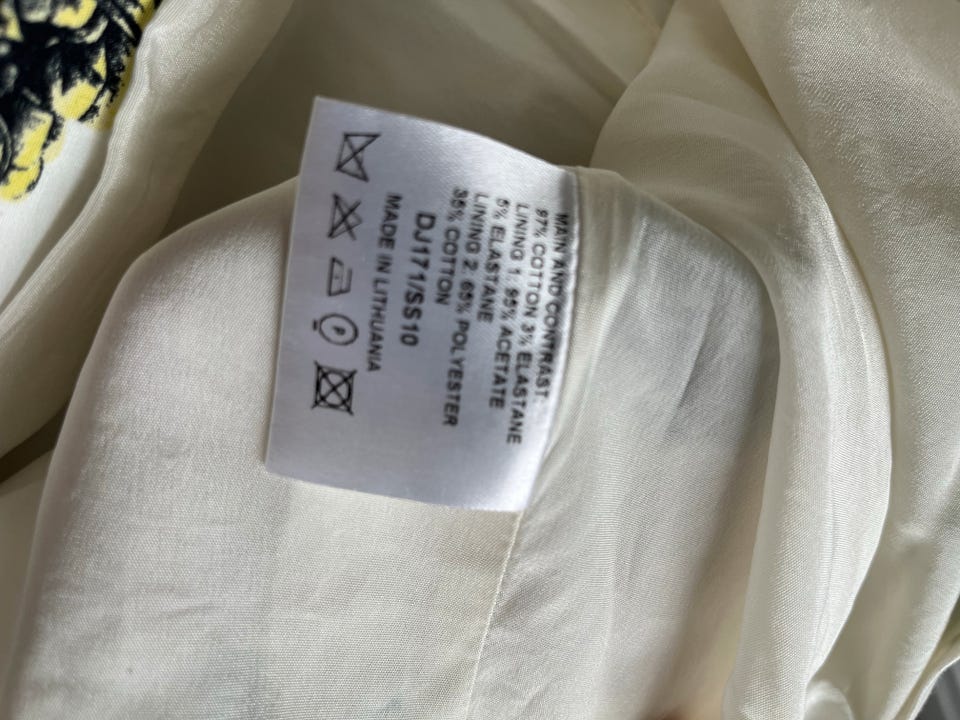 MAIN AND CONTRAST:
97% COTTON 3% ELASTANE
LINING 1: 95% ACETATE
5% ELASTANE
LINING 2: 65% POLYESTER
35% COTTON
DJ171/SS10
MADE IN LITHUANIA
P